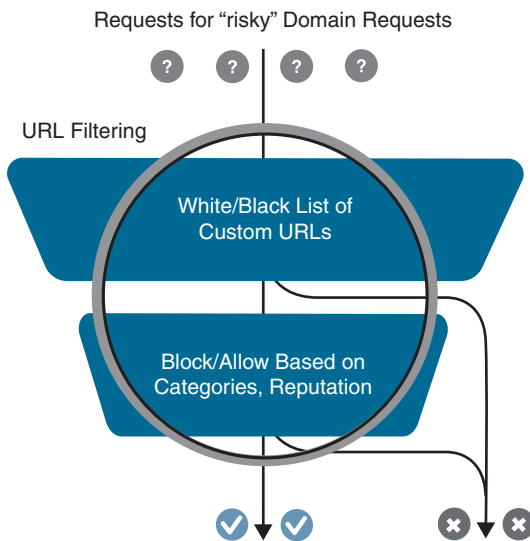 Requests for “risky” Domain Requests
? ? ? ?
URL Filtering
White/Black List of
Custom URLs
Block/Allow Based on
Categories, Reputation